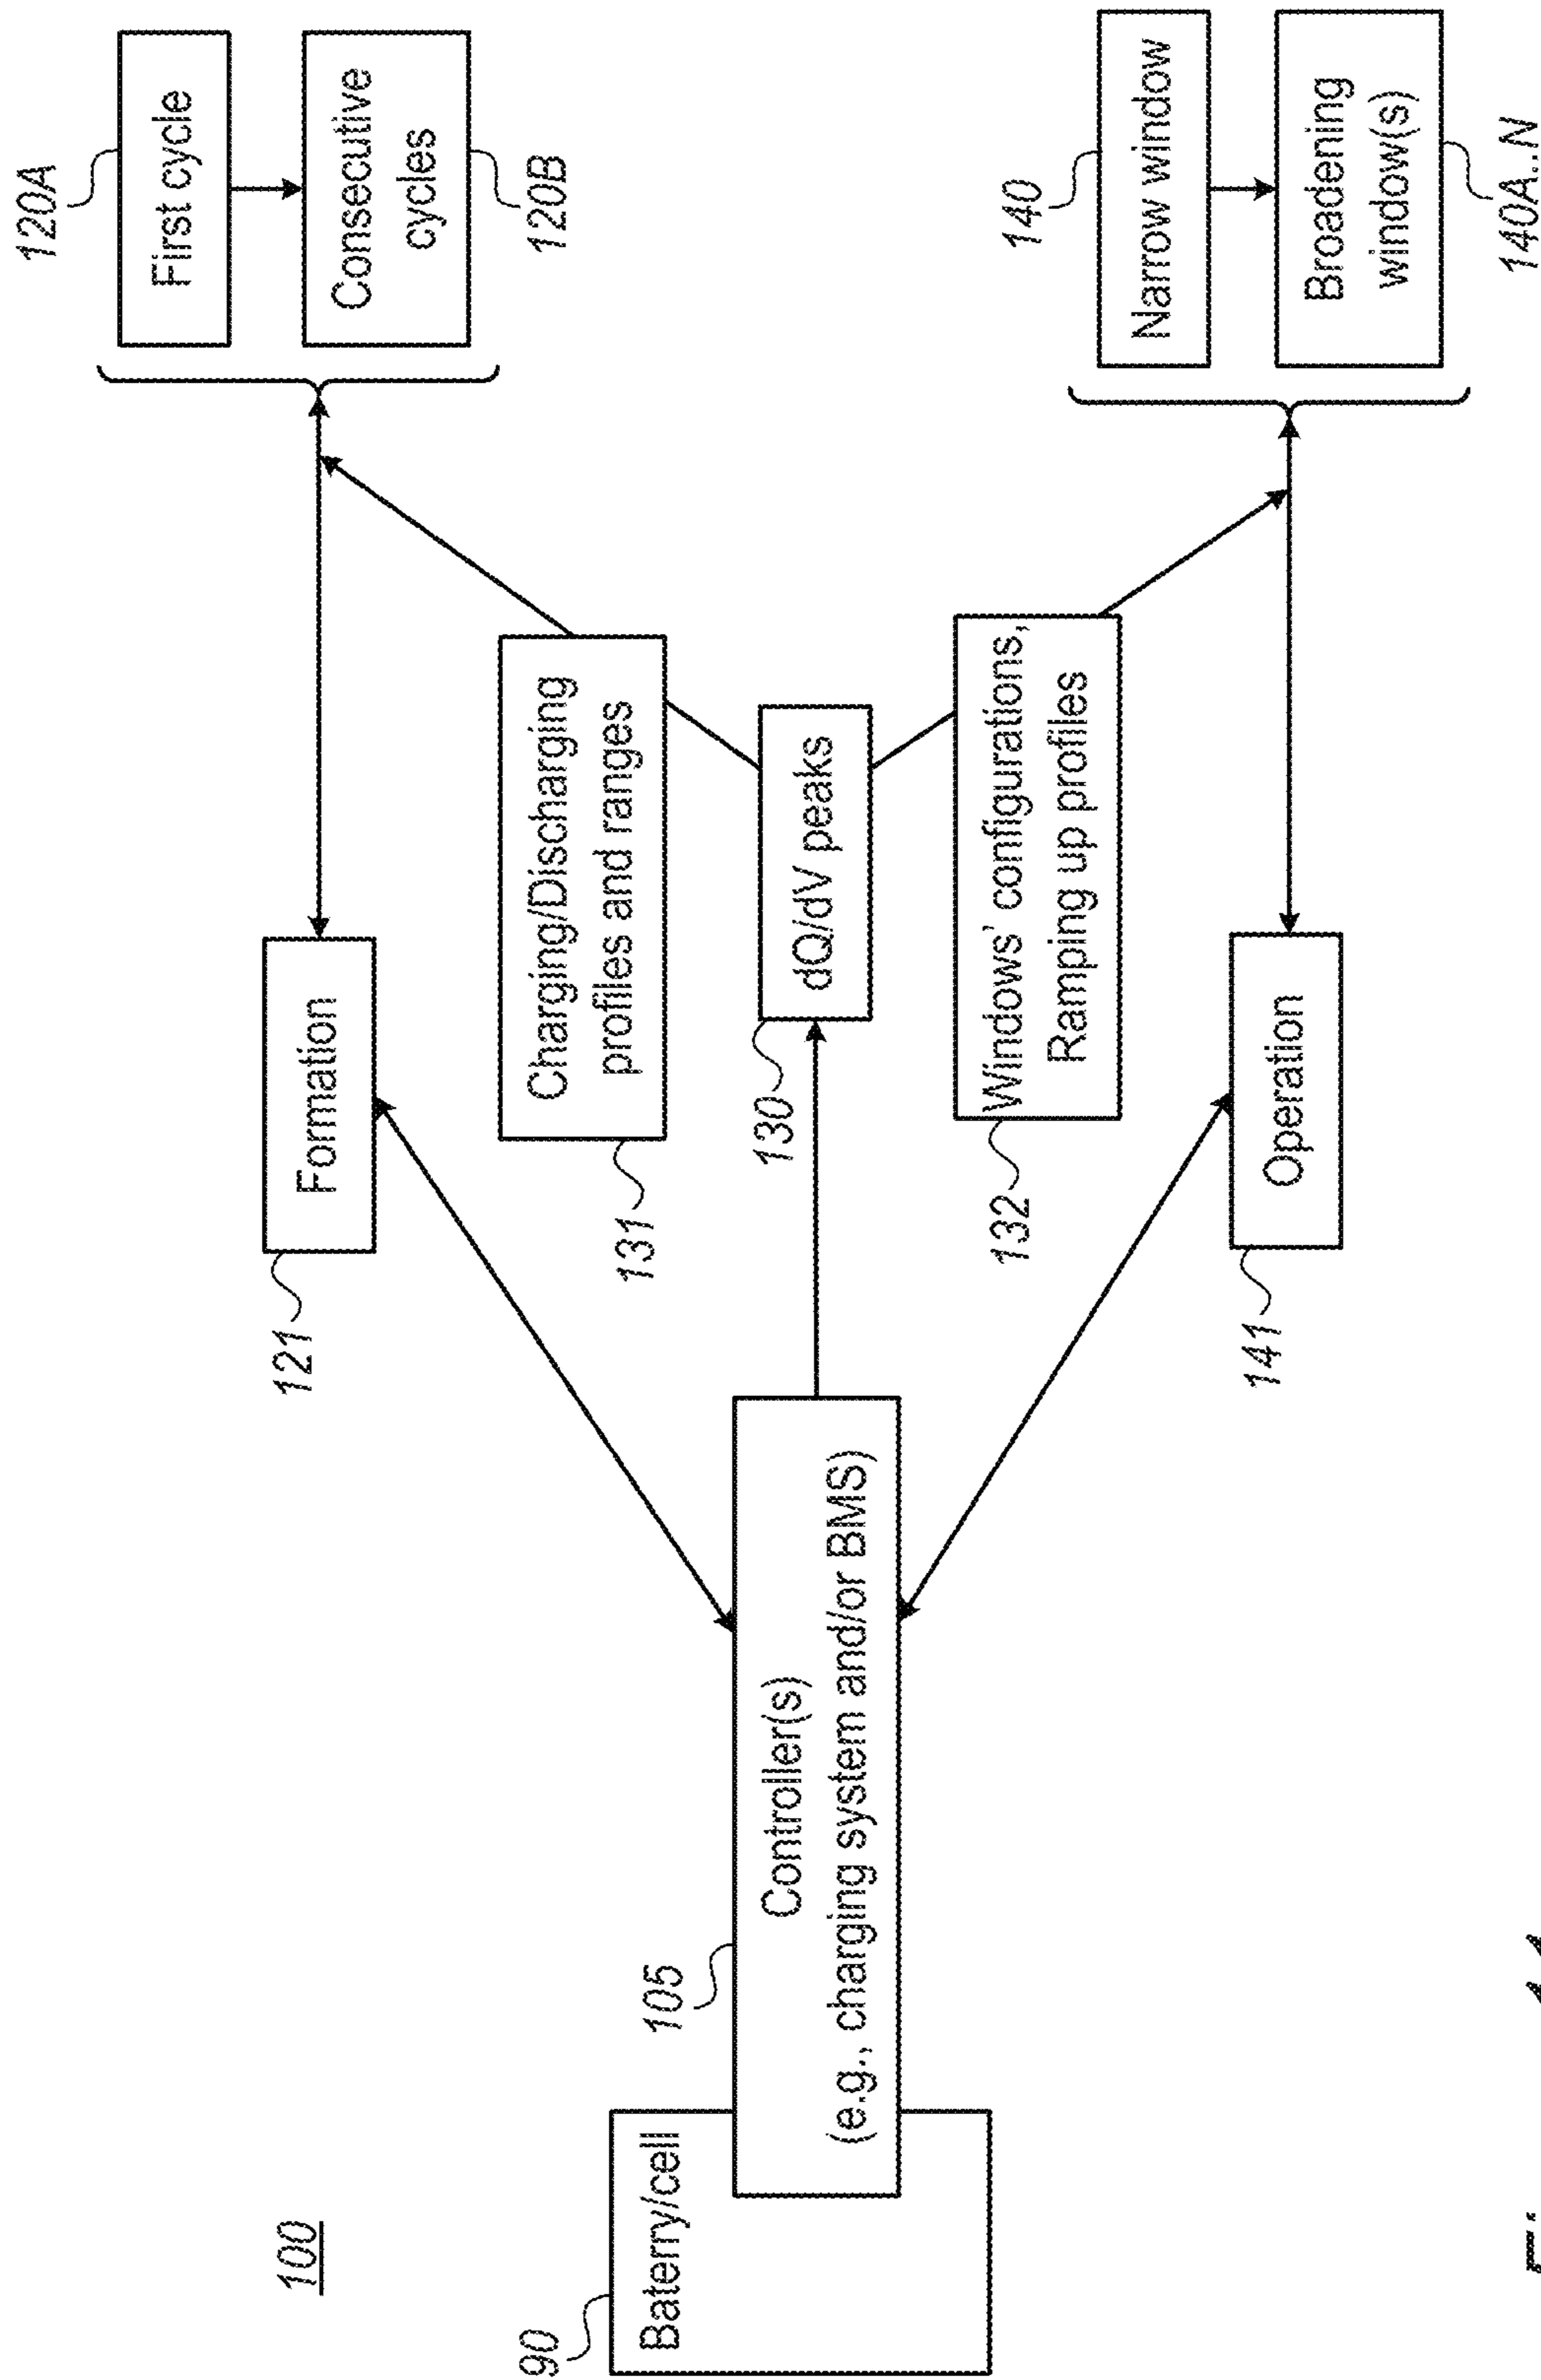 100
90
Baterry/cell
105
Controller(s)
(e.g., charging system and/or BMS)
121
Formation
131
Charging/Discharging
profiles and ranges
130
dQ/dV peaks
132
Windows' configurations,
Ramping up profiles
141
Operation
120A
First cycle
Consecutive
cycles
120B
140
Narrow window
Broadening
window(s)
140A..N